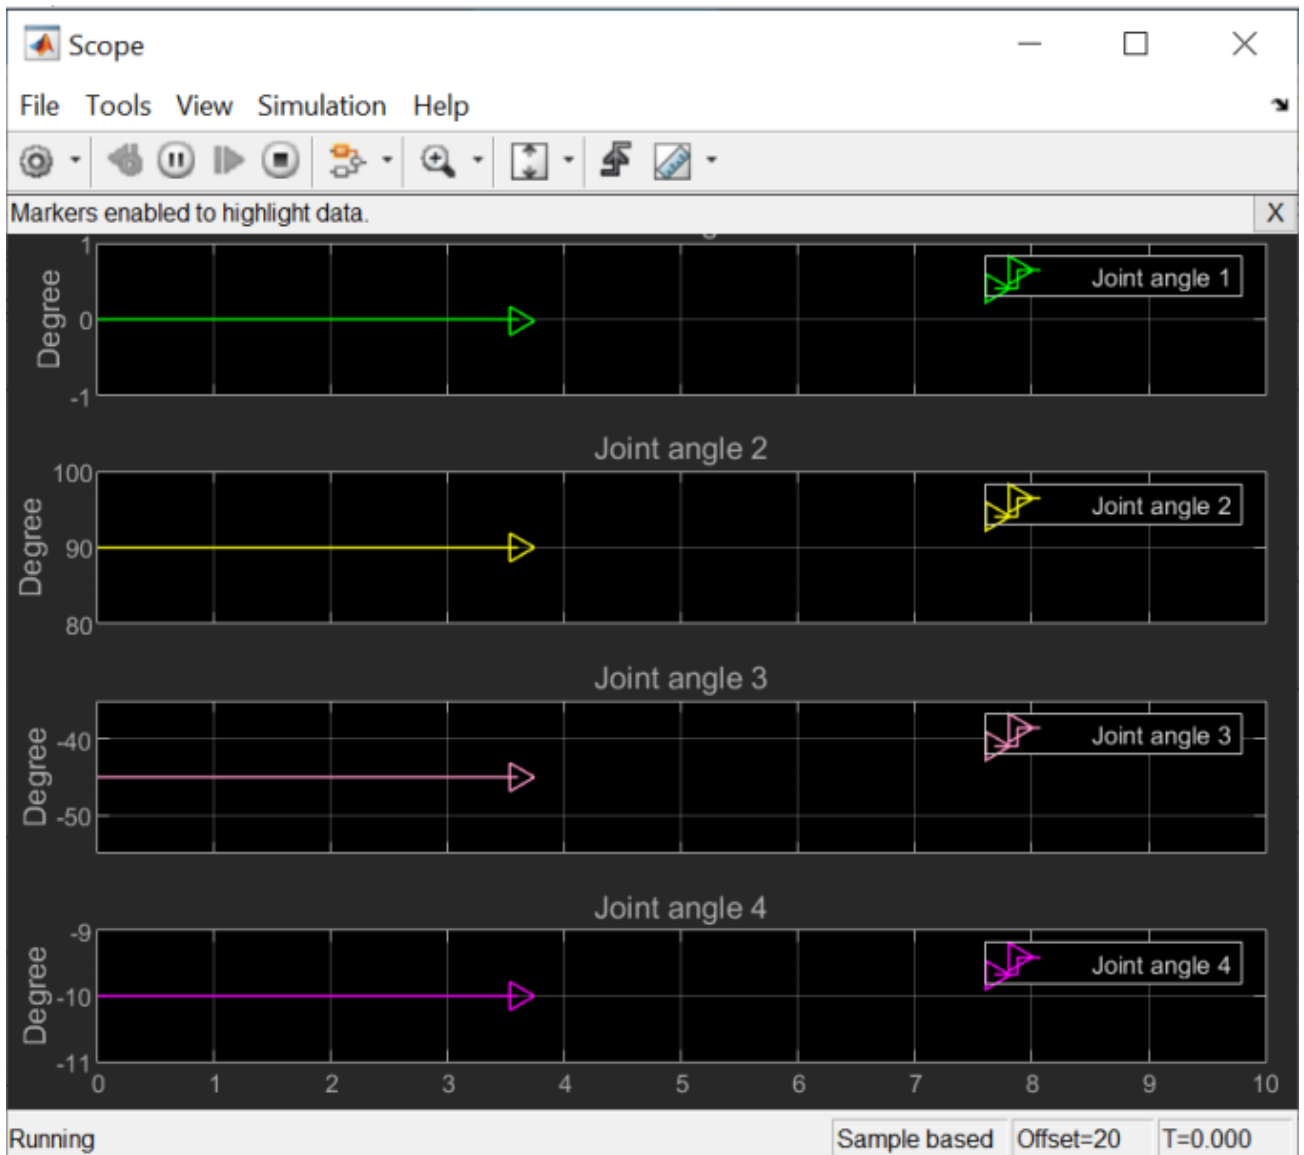 Scope
File Tools View Simulation Help
Markers enabled to highlight data. X
Degree
1
0
-1
Joint angle 1
Joint angle 2
Degree
100
90
80
Joint angle 2
Joint angle 3
Degree
-40
-50
Joint angle 3
Joint angle 4
Degree
-9
-10
-11
Joint angle 4
0 1 2 3 4 5 6 7 8 9 10
Running Sample based Offset=20 T=0.000